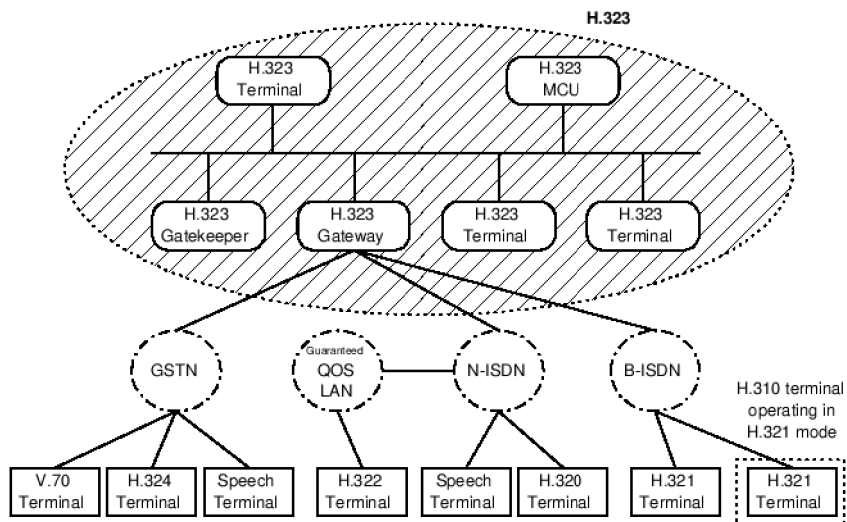 H.323
H.323
Terminal
H.323
MCU
H.323
Gatekeeper
H.323
Gateway
H.323
Terminal
H.323
Terminal
GSTN
Guaranteed
QOS
LAN
N-ISDN
B-ISDN
H.310 terminal
operating in
H.321 mode
V.70
Terminal
H.324
Terminal
Speech
Terminal
H.322
Terminal
Speech
Terminal
H.320
Terminal
H.321
Terminal
H.321
Terminal